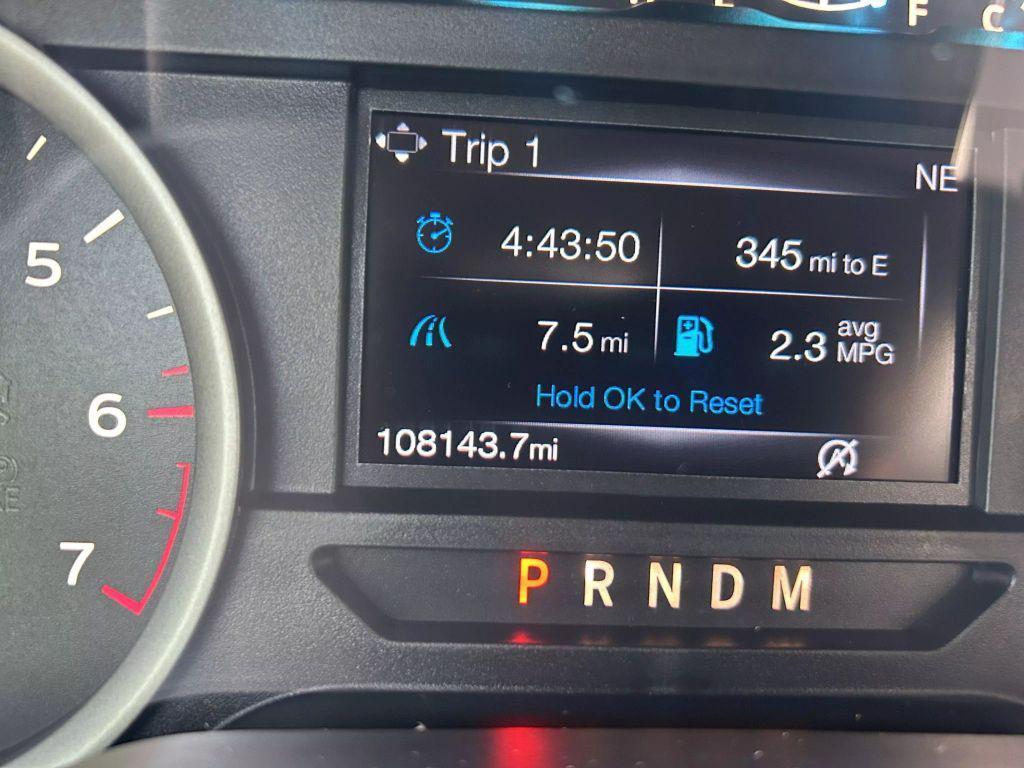 F
C
Trip 1
NE
4:43:50
345 mi to E
7.5 mi
2.3 avg MPG
Hold OK to Reset
108143.7mi
5
6
7
P R N D M